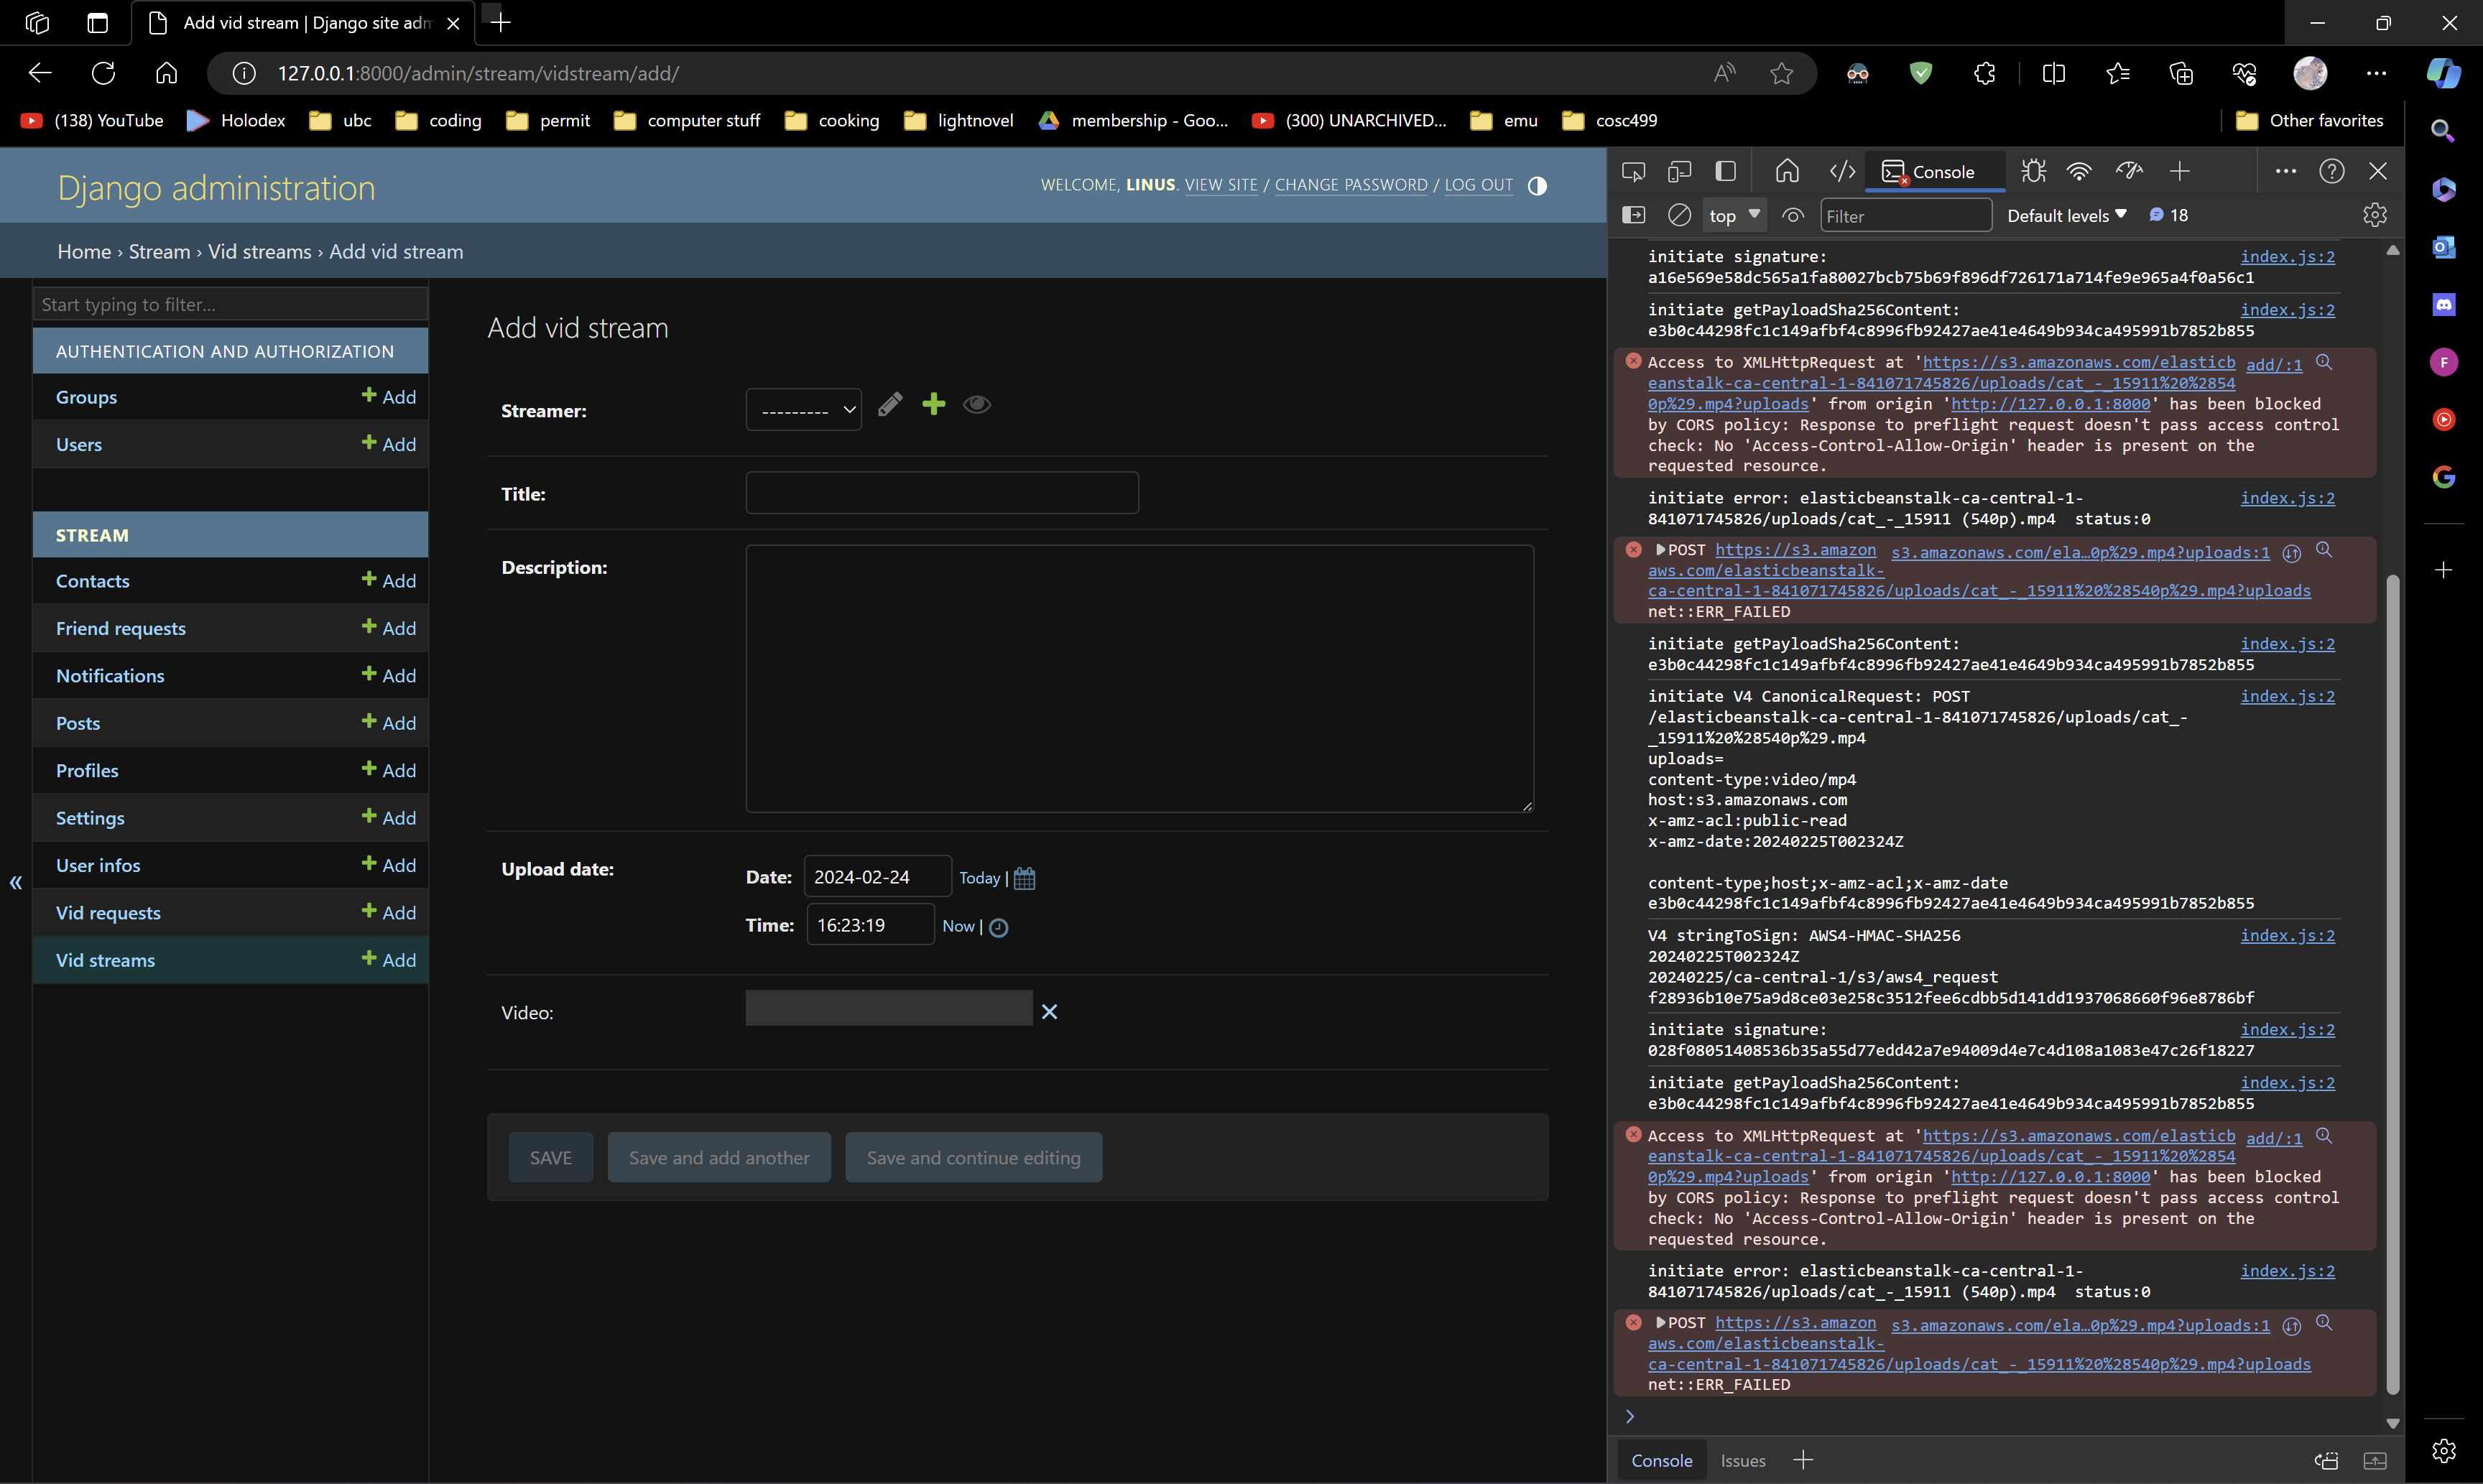 Add vid stream | Django site adm
127.0.0.1:8000/admin/stream/vidstream/add/
(138) YouTube
Holodex
ubc
coding
permit
computer stuff
cooking
lightnovel
membership - Goo...
(300) UNARCHIVED...
emu
cosc499
Other favorites
Django administration
WELCOME, LINUS. VIEW SITE / CHANGE PASSWORD / LOG OUT
Home › Stream › Vid streams › Add vid stream
Start typing to filter...
AUTHENTICATION AND AUTHORIZATION
Groups + Add
Users + Add
STREAM
Contacts + Add
Friend requests + Add
Notifications + Add
Posts + Add
Profiles + Add
Settings + Add
User infos + Add
Vid requests + Add
Vid streams + Add
«
Add vid stream
Streamer: ---------
Title:
Description:
Upload date:
Date: 2024-02-24 Today |
Time: 16:23:19 Now |
Video:
SAVE
Save and add another
Save and continue editing
Console
top
Filter
Default levels
18
initiate signature: index.js:2
a16e569e58dc565a1fa80027bcb75b69f896df726171a714fe9e965a4f0a56c1
initiate getPayloadSha256Content: index.js:2
e3b0c44298fc1c149afbf4c8996fb92427ae41e4649b934ca495991b7852b855
Access to XMLHttpRequest at 'https://s3.amazonaws.com/elasticb add/:1
eanstalk-ca-central-1-841071745826/uploads/cat_-_15911%20%2854
0p%29.mp4?uploads' from origin 'http://127.0.0.1:8000' has been blocked
by CORS policy: Response to preflight request doesn't pass access control
check: No 'Access-Control-Allow-Origin' header is present on the
requested resource.
initiate error: elasticbeanstalk-ca-central-1- index.js:2
841071745826/uploads/cat_-_15911 (540p).mp4 status:0
POST https://s3.amazon s3.amazonaws.com/ela…0p%29.mp4?uploads:1
aws.com/elasticbeanstalk-
ca-central-1-841071745826/uploads/cat_-_15911%20%28540p%29.mp4?uploads
net::ERR_FAILED
initiate getPayloadSha256Content: index.js:2
e3b0c44298fc1c149afbf4c8996fb92427ae41e4649b934ca495991b7852b855
initiate V4 CanonicalRequest: POST index.js:2
/elasticbeanstalk-ca-central-1-841071745826/uploads/cat_-
_15911%20%28540p%29.mp4
uploads=
content-type:video/mp4
host:s3.amazonaws.com
x-amz-acl:public-read
x-amz-date:20240225T002324Z
content-type;host;x-amz-acl;x-amz-date
e3b0c44298fc1c149afbf4c8996fb92427ae41e4649b934ca495991b7852b855
V4 stringToSign: AWS4-HMAC-SHA256 index.js:2
20240225T002324Z
20240225/ca-central-1/s3/aws4_request
f28936b10e75a9d8ce03e258c3512fee6cdbb5d141dd1937068660f96e8786bf
initiate signature: index.js:2
028f08051408536b35a55d77edd42a7e94009d4e7c4d108a1083e47c26f18227
initiate getPayloadSha256Content: index.js:2
e3b0c44298fc1c149afbf4c8996fb92427ae41e4649b934ca495991b7852b855
Access to XMLHttpRequest at 'https://s3.amazonaws.com/elasticb add/:1
eanstalk-ca-central-1-841071745826/uploads/cat_-_15911%20%2854
0p%29.mp4?uploads' from origin 'http://127.0.0.1:8000' has been blocked
by CORS policy: Response to preflight request doesn't pass access control
check: No 'Access-Control-Allow-Origin' header is present on the
requested resource.
initiate error: elasticbeanstalk-ca-central-1- index.js:2
841071745826/uploads/cat_-_15911 (540p).mp4 status:0
POST https://s3.amazon s3.amazonaws.com/ela…0p%29.mp4?uploads:1
aws.com/elasticbeanstalk-
ca-central-1-841071745826/uploads/cat_-_15911%20%28540p%29.mp4?uploads
net::ERR_FAILED
Console
Issues
F